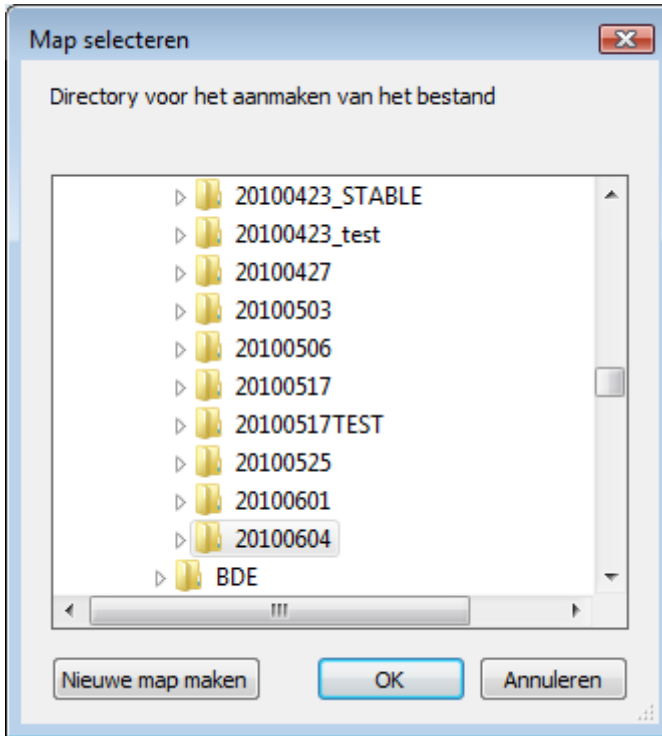 Map selecteren
Directory voor het aanmaken van het bestand
20100423_STABLE
20100423_test
20100427
20100503
20100506
20100517
20100517TEST
20100525
20100601
20100604
BDE
Nieuwe map maken OK Annuleren